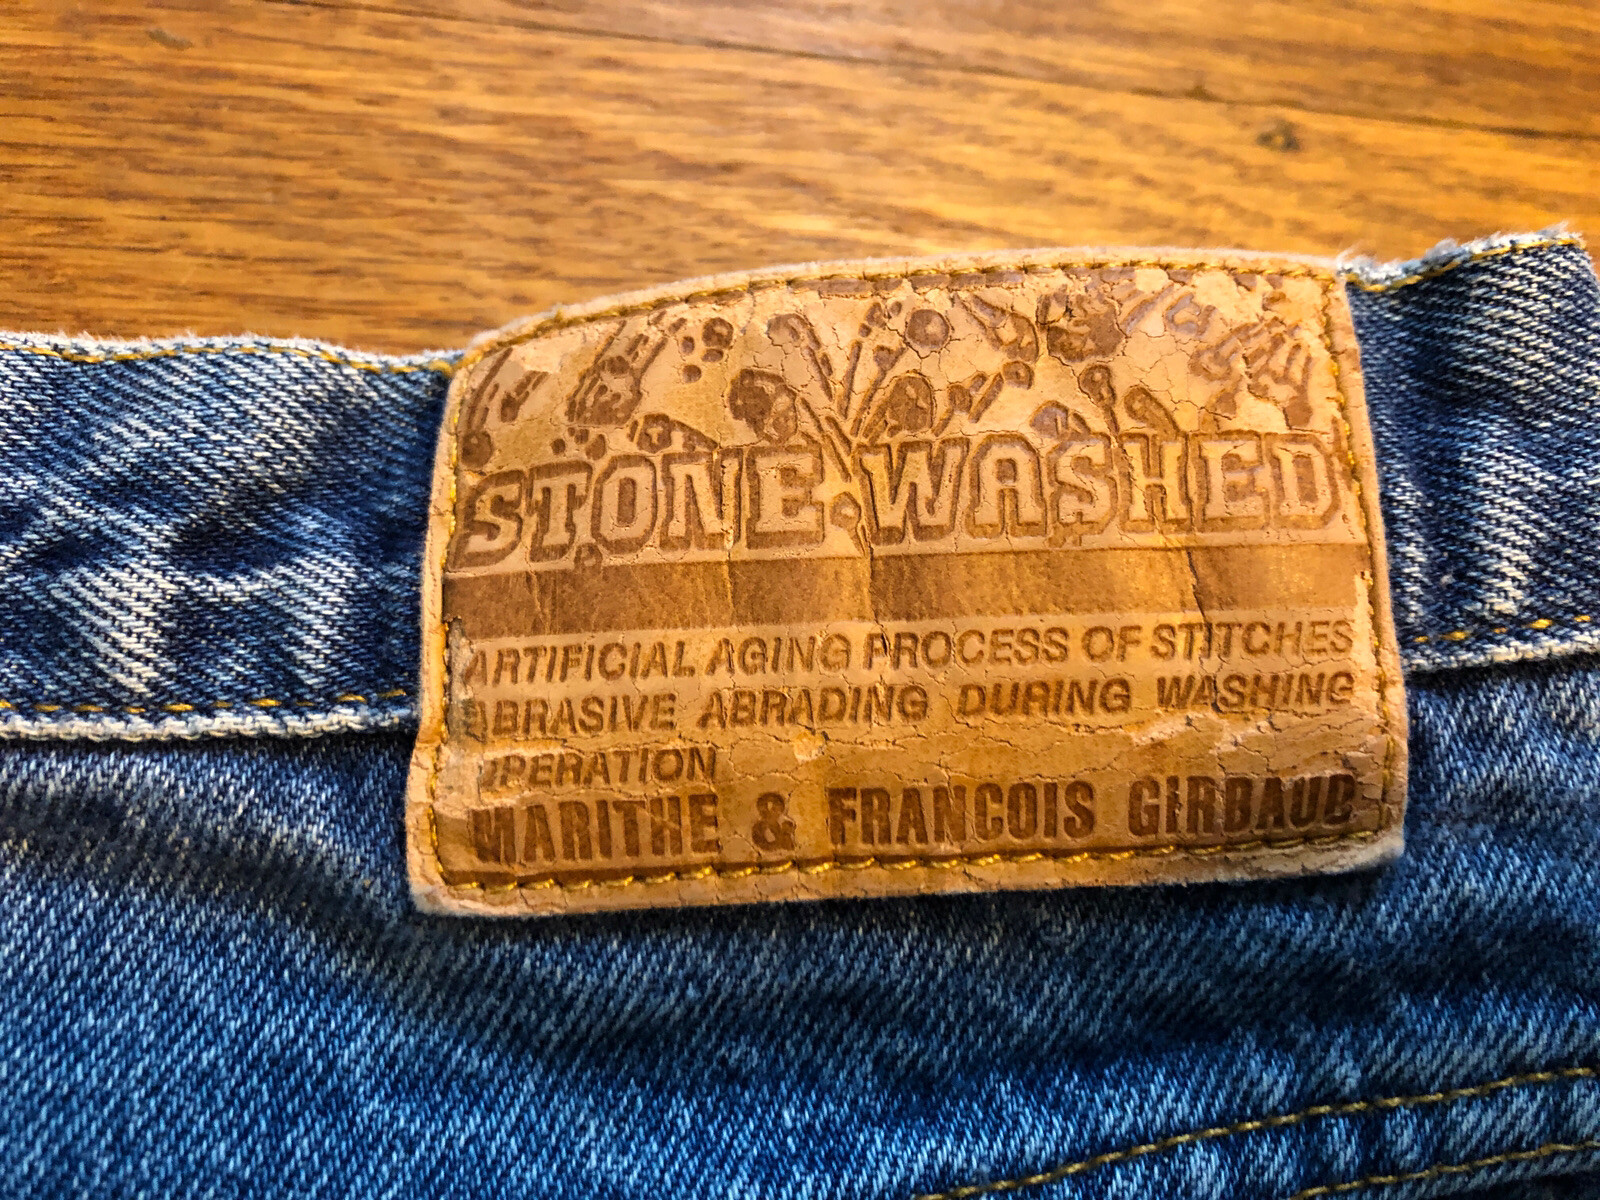 STONE WASHED
ARTIFICIAL AGING PROCESS OF STITCHES
ABRASIVE ABRADING DURING WASHING
OPERATION
MARITHE & FRANCOIS GIRBAUD